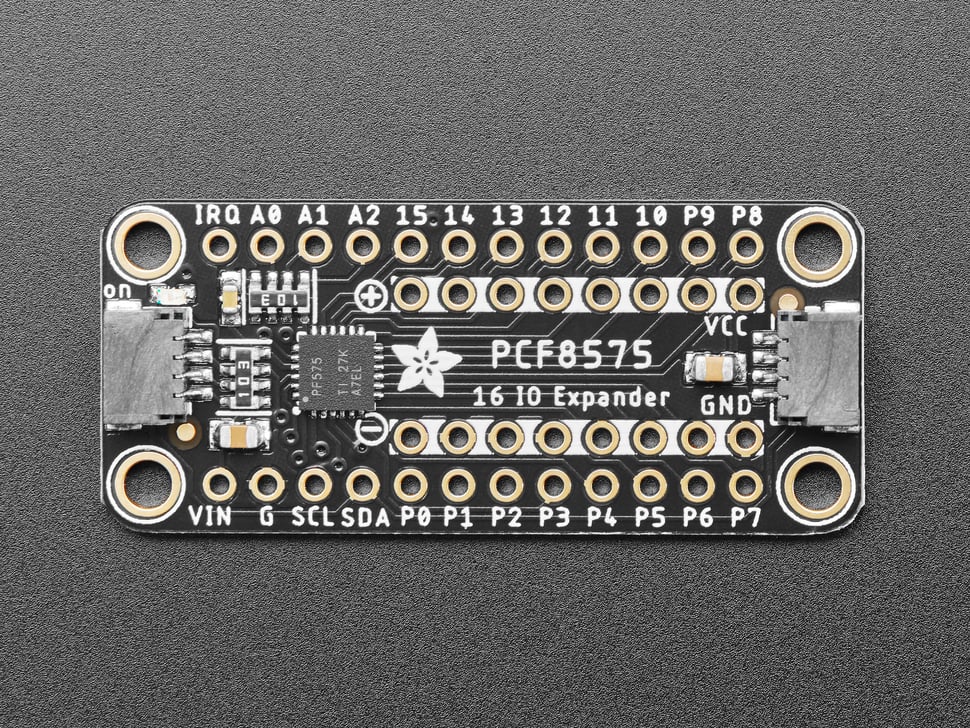 IRQ A0 A1 A2 15 14 13 12 11 10 P9 P8
on
E01
VCC
PF575
TI 27K
A7EL
E01
PCF8575
16 IO Expander
GND
VIN G SCL SDA P0 P1 P2 P3 P4 P5 P6 P7